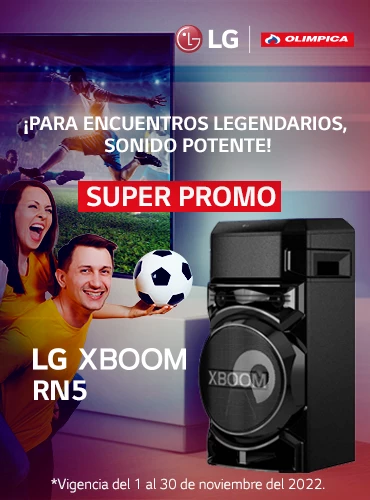 LG OLIMPICA
¡PARA ENCUENTROS LEGENDARIOS,
SONIDO POTENTE!
SUPER PROMO
LG XBOOM
RN5
XBOOM
*Vigencia del 1 al 30 de noviembre del 2022.